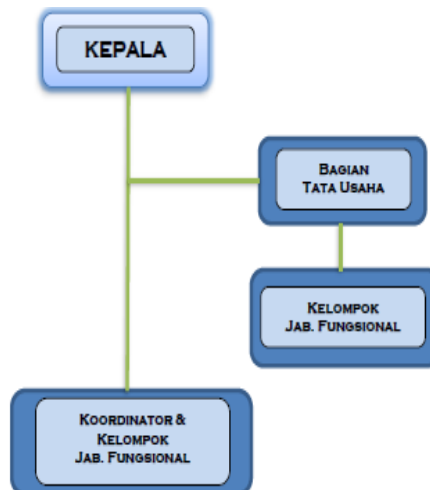 KEPALA
BAGIAN
TATA USAHA
KELOMPOK
JAB. FUNGSIONAL
KOORDINATOR &
KELOMPOK
JAB. FUNGSIONAL